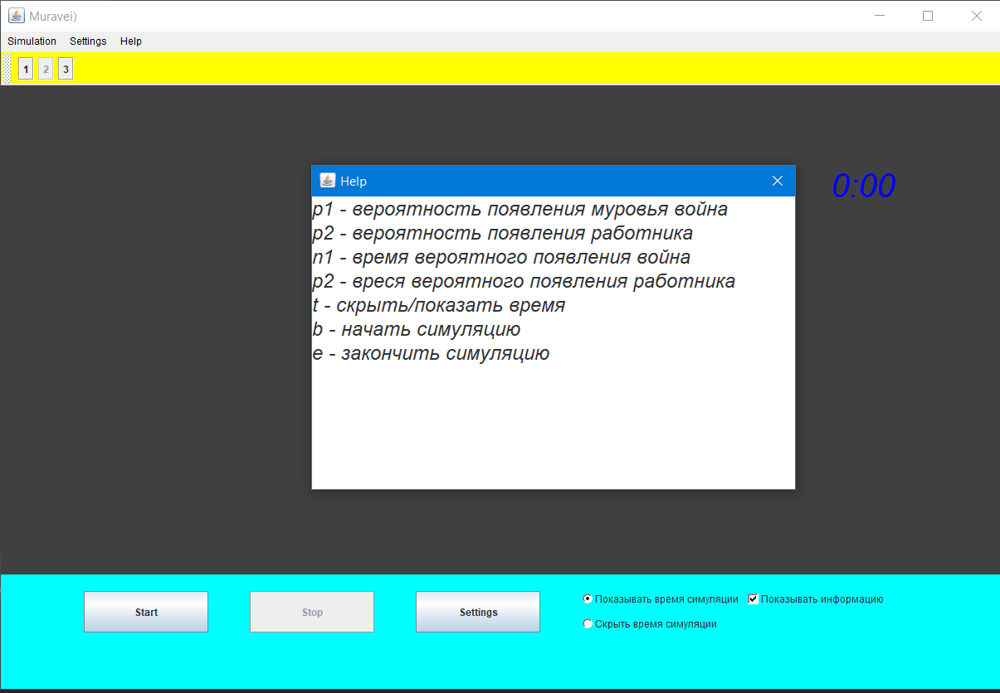 Muravei)
Simulation Settings Help
1 2 3
Help
0:00
p1 - вероятность появления муровья война
p2 - вероятность появления работника
n1 - время вероятного появления война
p2 - вреся вероятного появления работника
t - скрыть/показать время
b - начать симуляцию
e - закончить симуляцию
Start Stop Settings
Показывать время симуляции Показывать информацию
Скрыть время симуляции